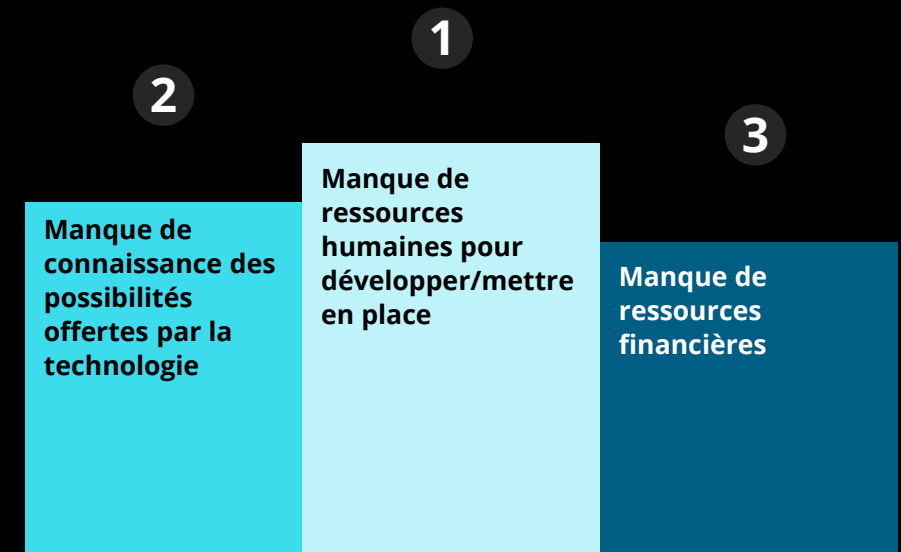 1
2
3
Manque de
connaissance des
possibilités
offertes par la
technologie
Manque de
ressources
humaines pour
développer/mettre
en place
Manque de
ressources
financières